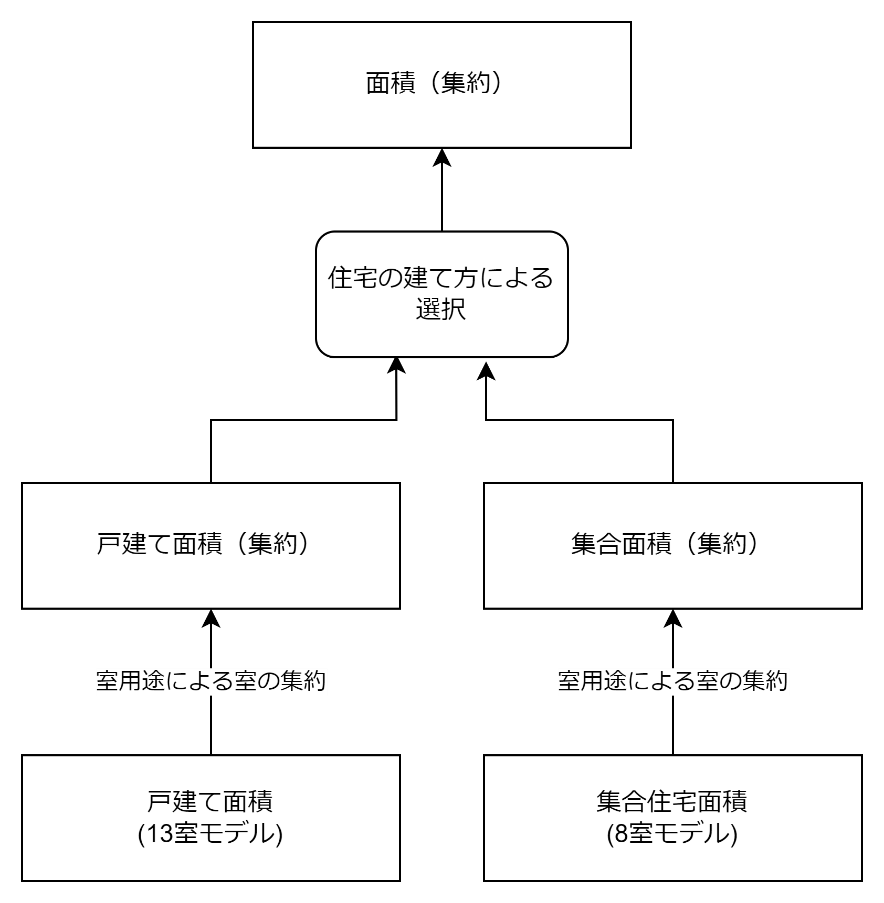 面積（集約）
住宅の建て方による
選択
戸建て面積（集約）
集合面積（集約）
室用途による室の集約
室用途による室の集約
戸建て面積
(13室モデル)
集合住宅面積
(8室モデル)